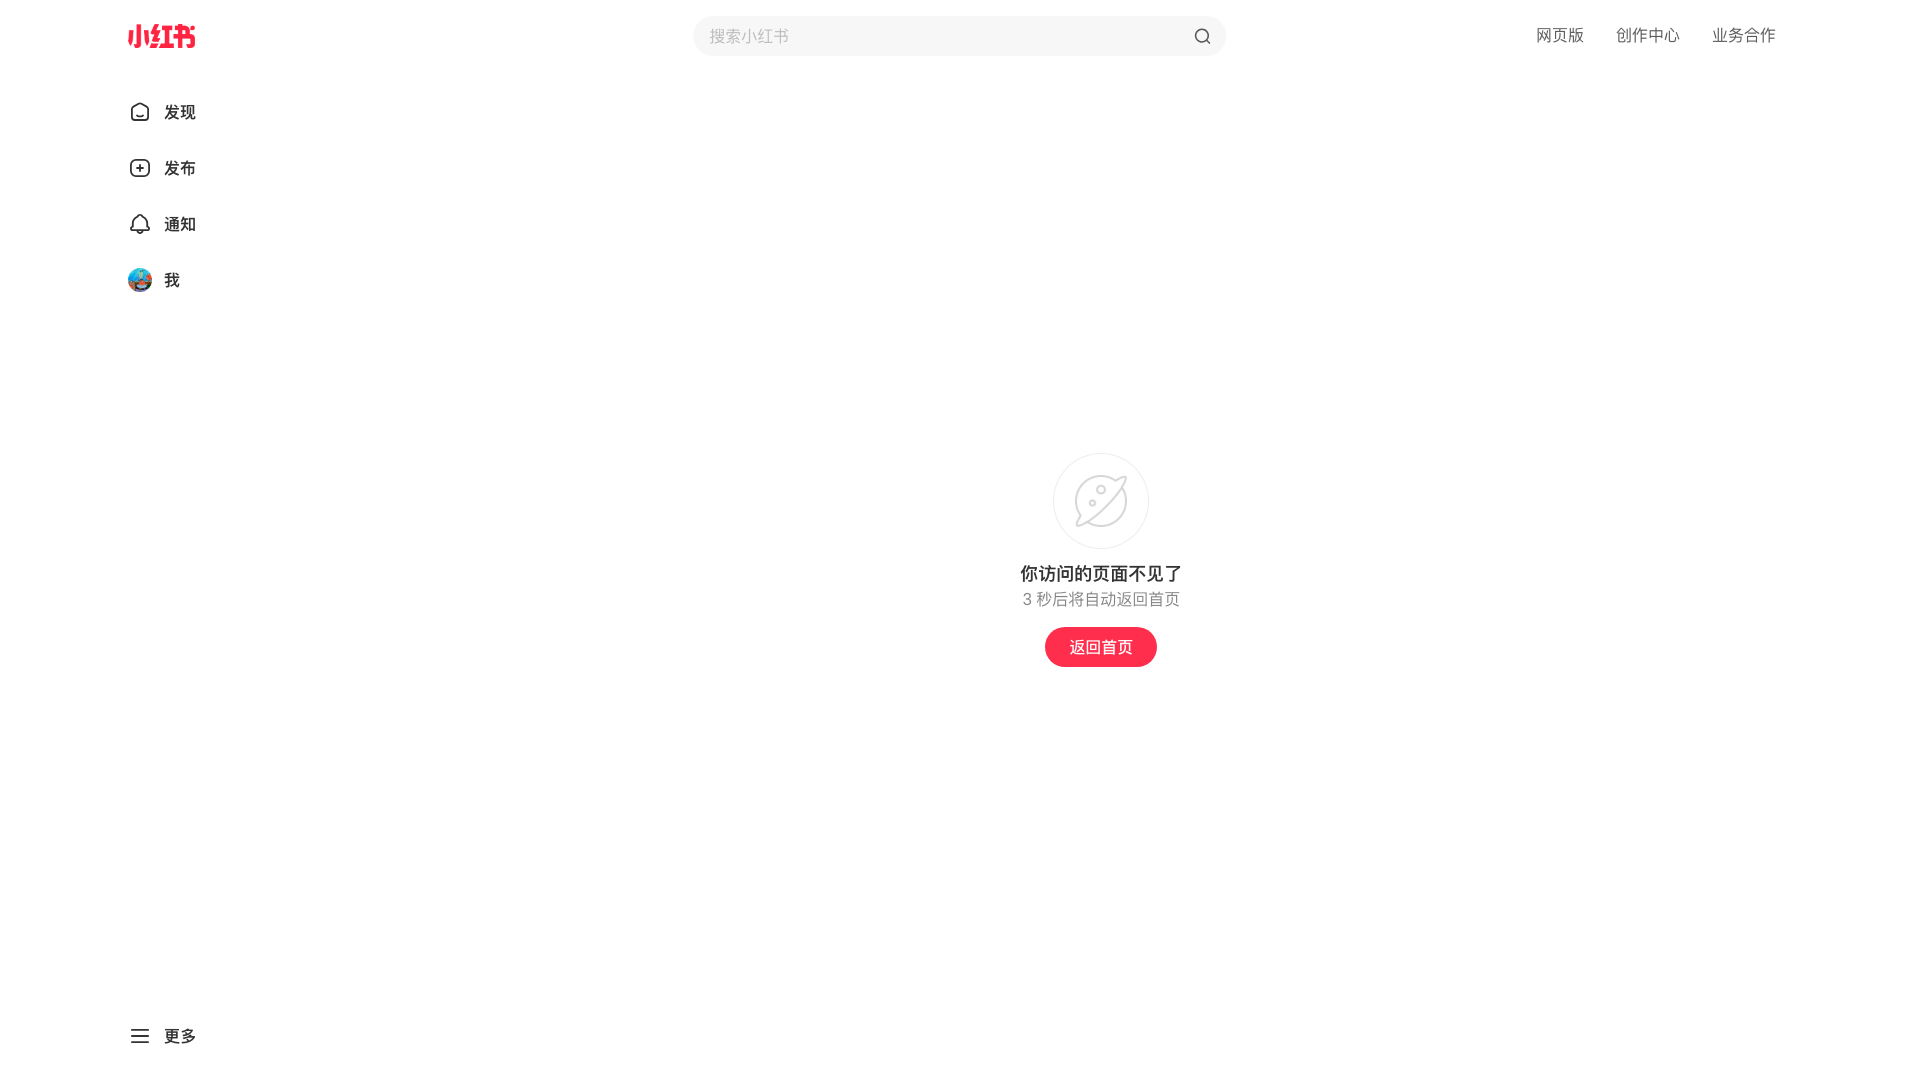 小红书
搜索小红书
网页版
创作中心
业务合作
发现
发布
通知
我
你访问的页面不见了
3 秒后将自动返回首页
返回首页
更多